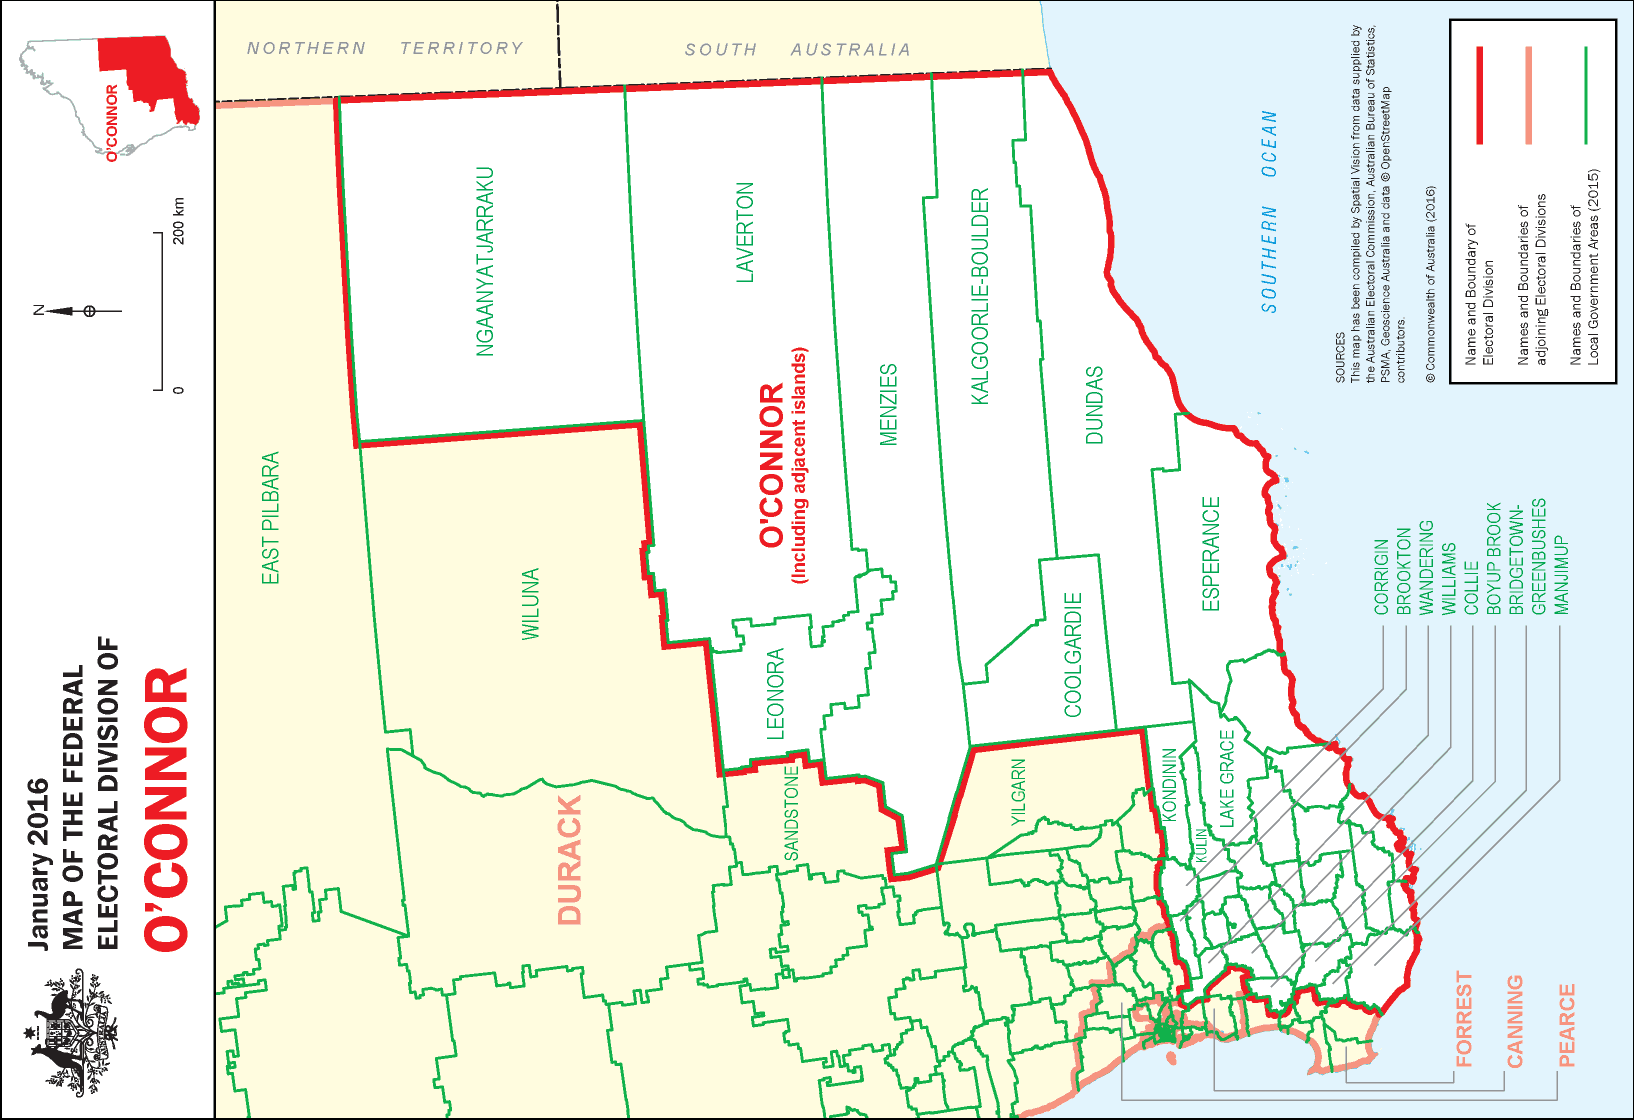 January 2016
MAP OF THE FEDERAL
ELECTORAL DIVISION OF
O'CONNOR
0
200 km
N
O'CONNOR
NORTHERN TERRITORY
SOUTH AUSTRALIA
EAST PILBARA
NGAANYATJARRAKU
WILUNA
DURACK
LAVERTON
O'CONNOR
(Including adjacent islands)
LEONORA
SANDSTONE
MENZIES
KALGOORLIE-BOULDER
YILGARN
COOLGARDIE
DUNDAS
ESPERANCE
KONDININ
KULIN
LAKE GRACE
SOUTHERN OCEAN
CORRIGIN
BROOKTON
WANDERING
WILLIAMS
COLLIE
BOYUP BROOK
BRIDGETOWN-
GREENBUSHES
MANJIMUP
FORREST
CANNING
PEARCE
SOURCES
This map has been compiled by Spatial Vision from data supplied by
the Australian Electoral Commission, Australian Bureau of Statistics,
PSMA, Geoscience Australia and data © OpenStreetMap
contributors.
© Commonwealth of Australia (2016)
Name and Boundary of
Electoral Division
Names and Boundaries of
adjoining Electoral Divisions
Names and Boundaries of
Local Government Areas (2015)